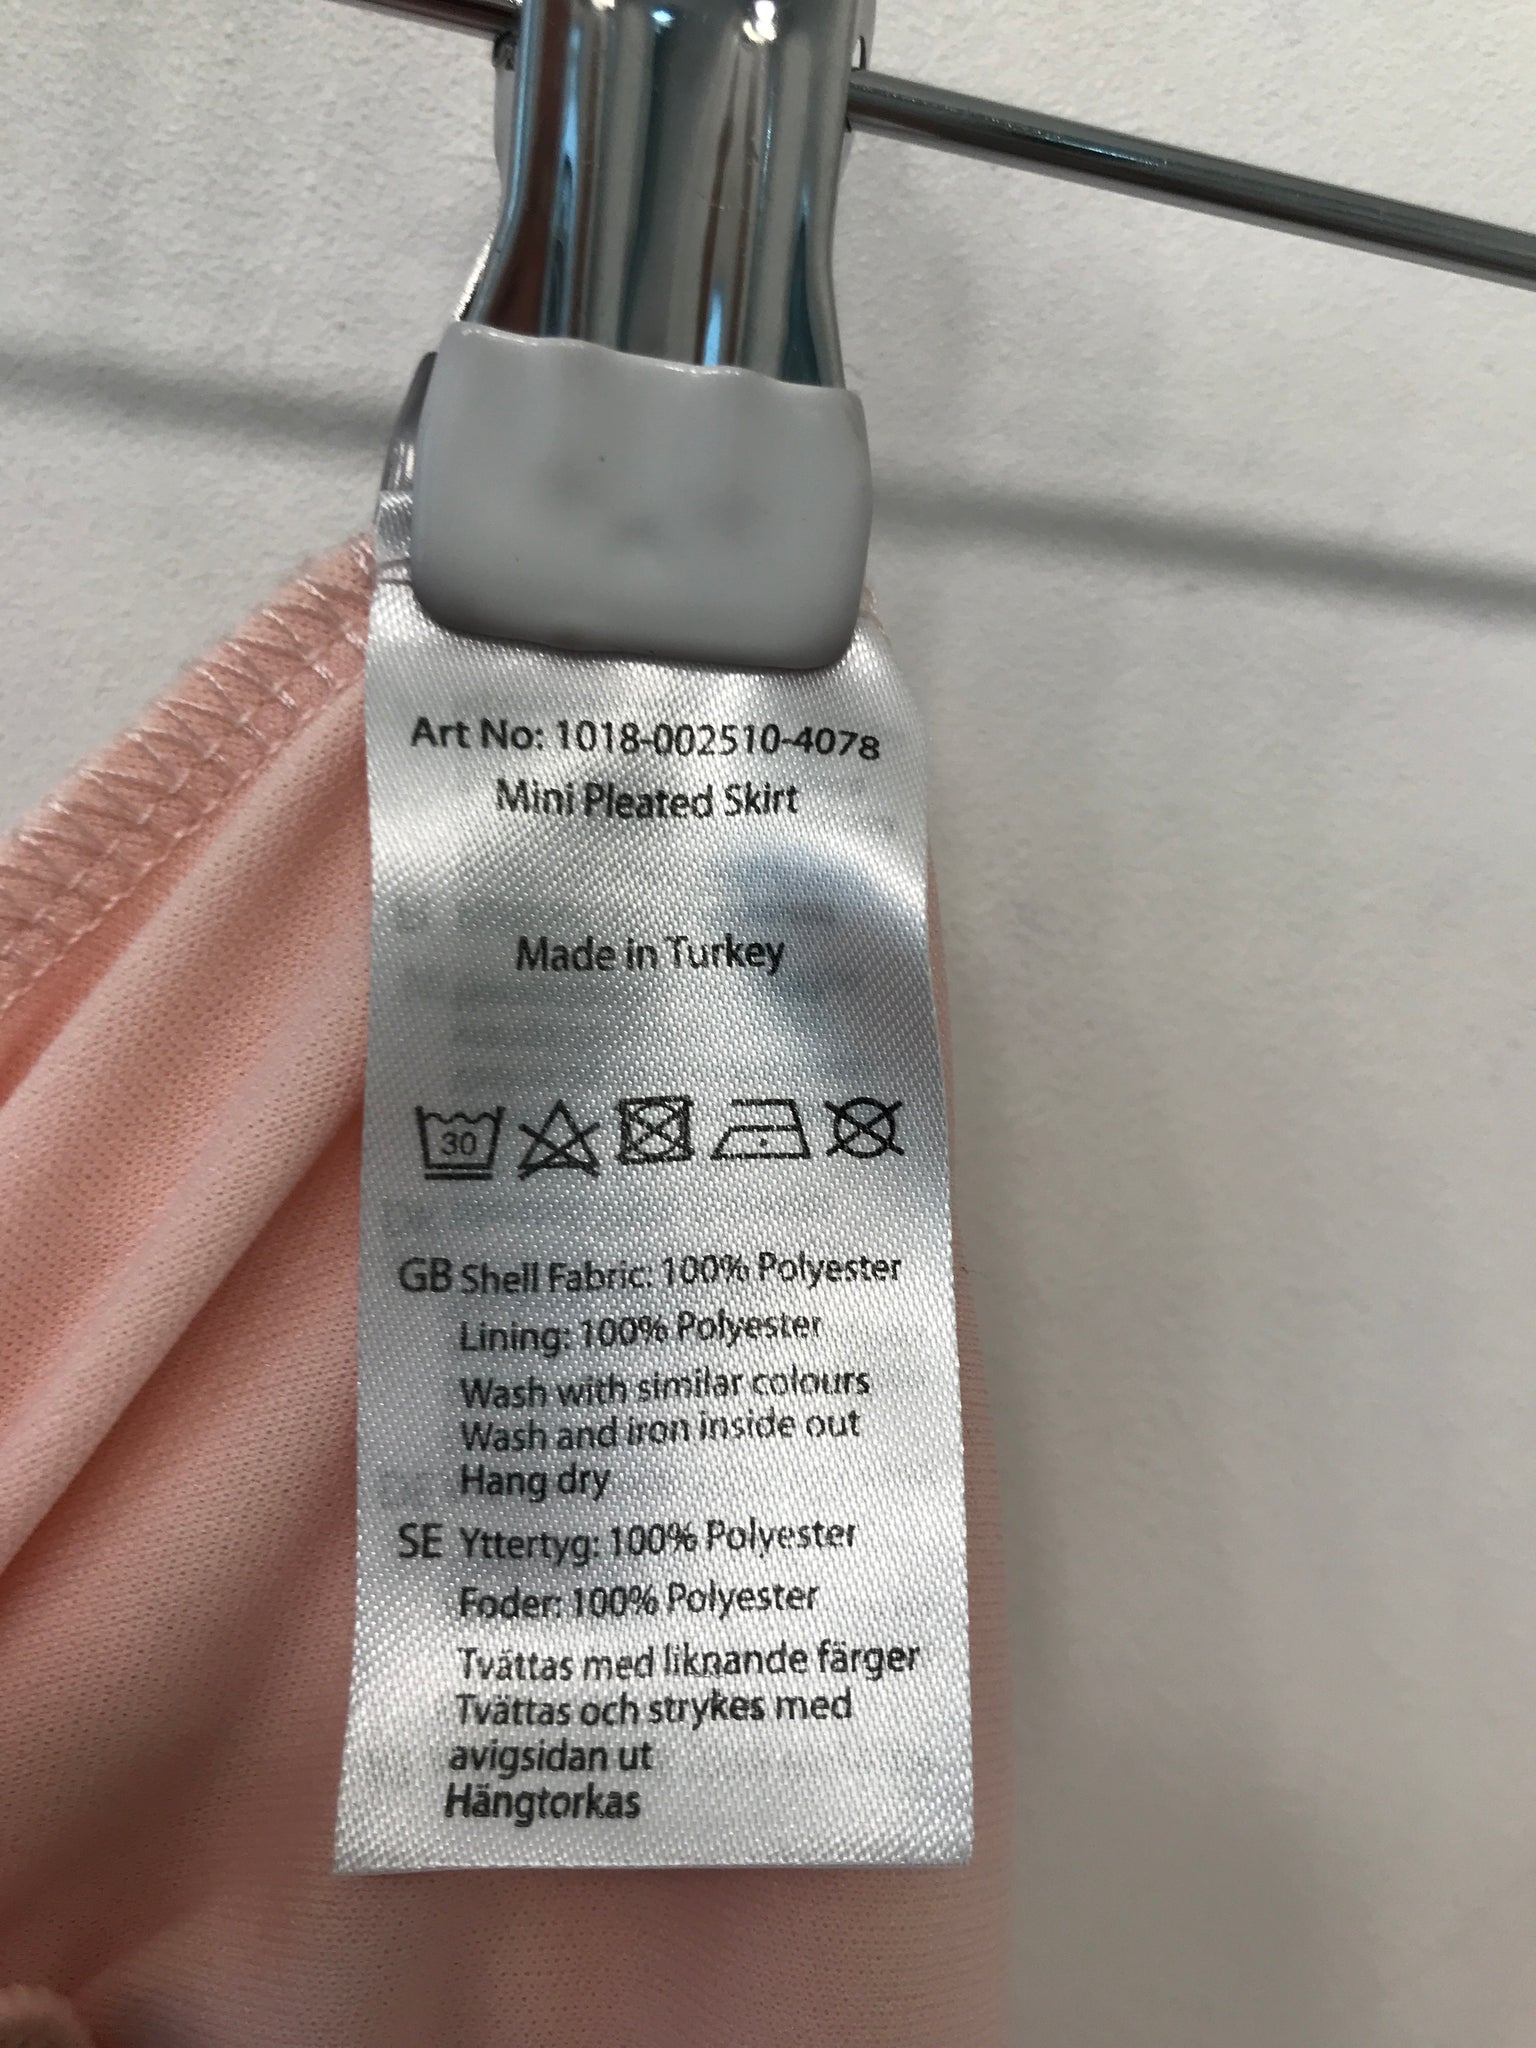 Art No: 1018-002510-4078
Mini Pleated Skirt
Made in Turkey
30
GB Shell Fabric: 100% Polyester
Lining: 100% Polyester
Wash with similar colours
Wash and iron inside out
Hang dry
SE Yttertyg: 100% Polyester
Foder: 100% Polyester
Tvättas med liknande färger
Tvättas och strykes med
avigsidan ut
Hängtorkas